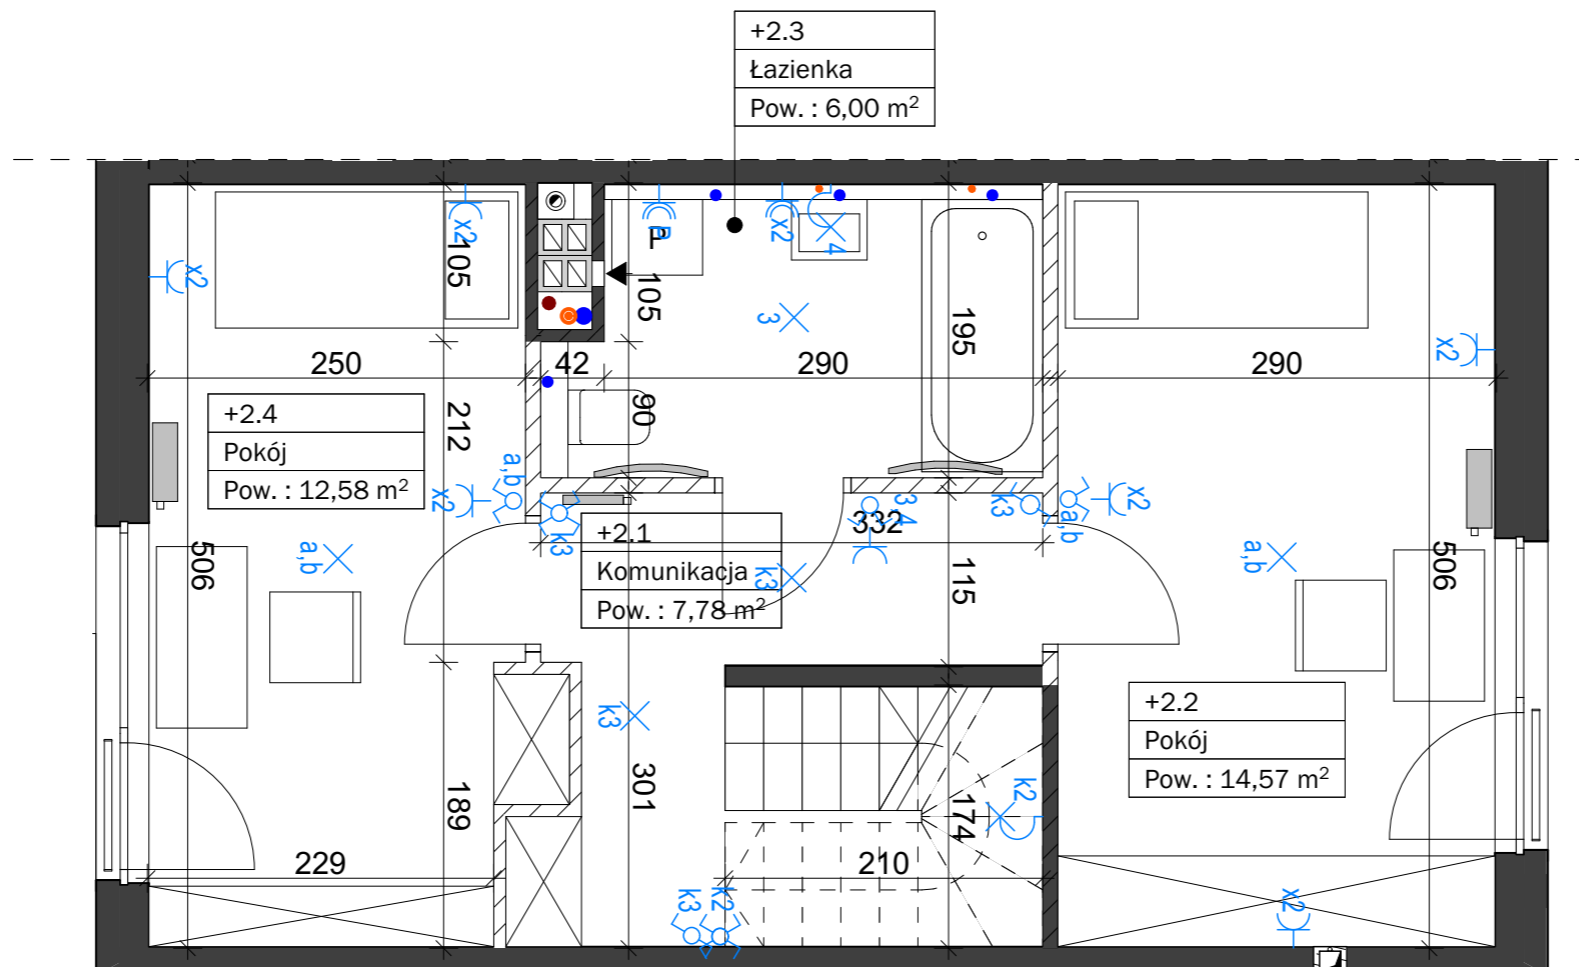 +2.3
Łazienka
Pow. : 6,00 m²
x2
x2
105
P
P
105
x2
4
3
195
x2
250
42
290
290
+2.4
Pokój
Pow. : 12,58 m²
212
90
a,b
x2
k3
+2.1
Komunikacja
Pow. : 7,78 m²
3,4
332
k3
a,b
x2
506
a,b
k3
115
a,b
506
k3
301
189
229
174
k2
210
+2.2
Pokój
Pow. : 14,57 m²
k3
k2
x2